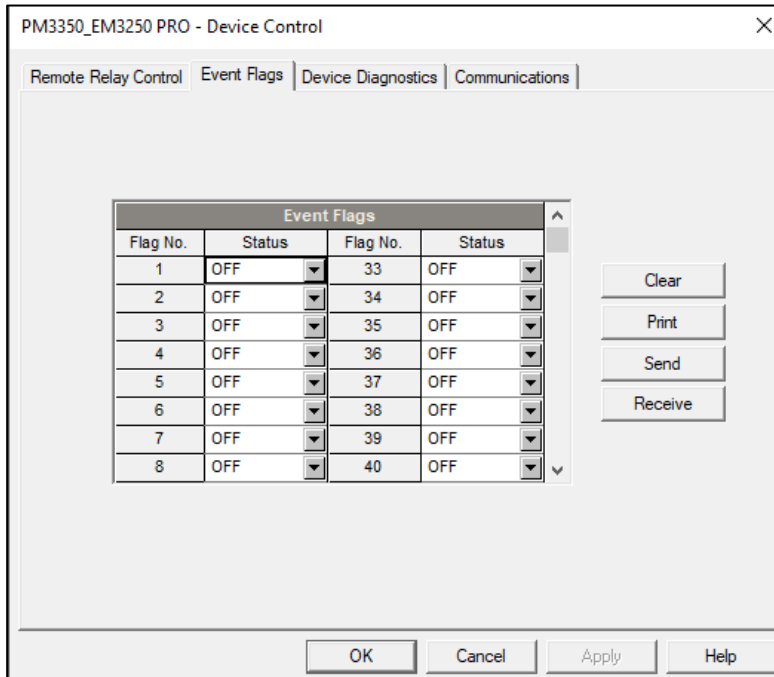 PM3350_EM3250 PRO - Device Control
Remote Relay Control Event Flags Device Diagnostics Communications
Event Flags
Flag No. Status Flag No. Status
1 OFF 33 OFF
2 OFF 34 OFF
3 OFF 35 OFF
4 OFF 36 OFF
5 OFF 37 OFF
6 OFF 38 OFF
7 OFF 39 OFF
8 OFF 40 OFF
Clear
Print
Send
Receive
OK Cancel Apply Help